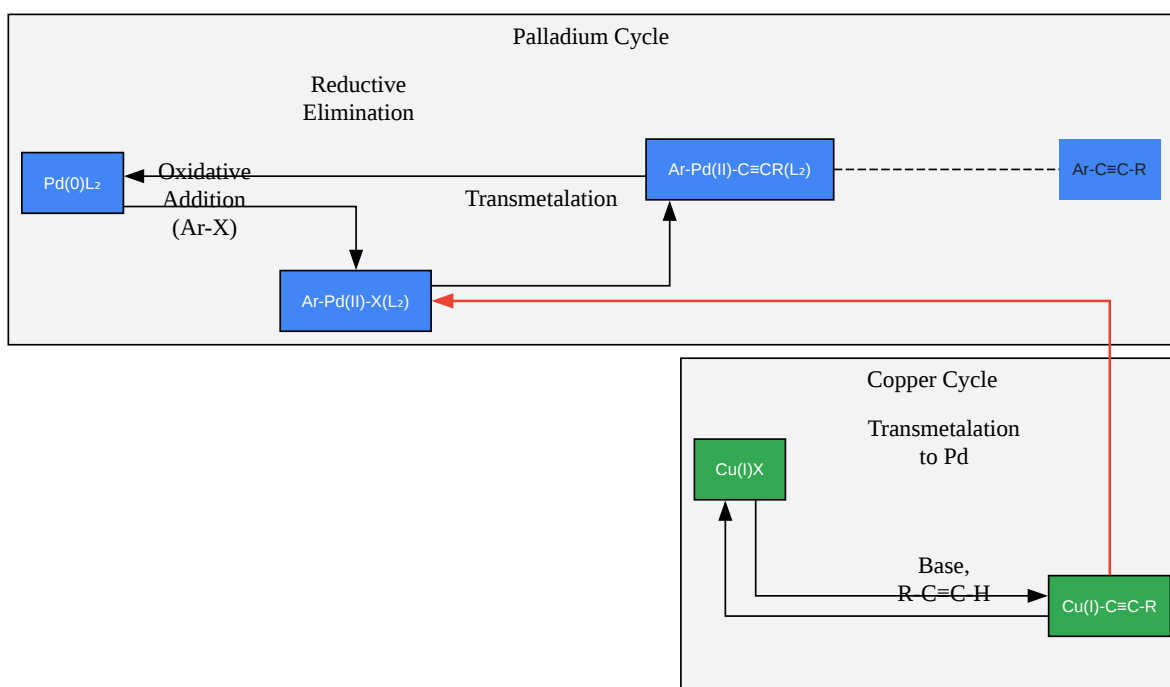 Palladium Cycle
Reductive
Elimination
Pd(0)L₂
Oxidative
Addition
(Ar-X)
Transmetalation
Ar-Pd(II)-C≡CR(L₂)
Ar-C≡C-R
Ar-Pd(II)-X(L₂)
Copper Cycle
Transmetalation
to Pd
Cu(I)X
Base,
R-C≡C-H
Cu(I)-C≡C-R